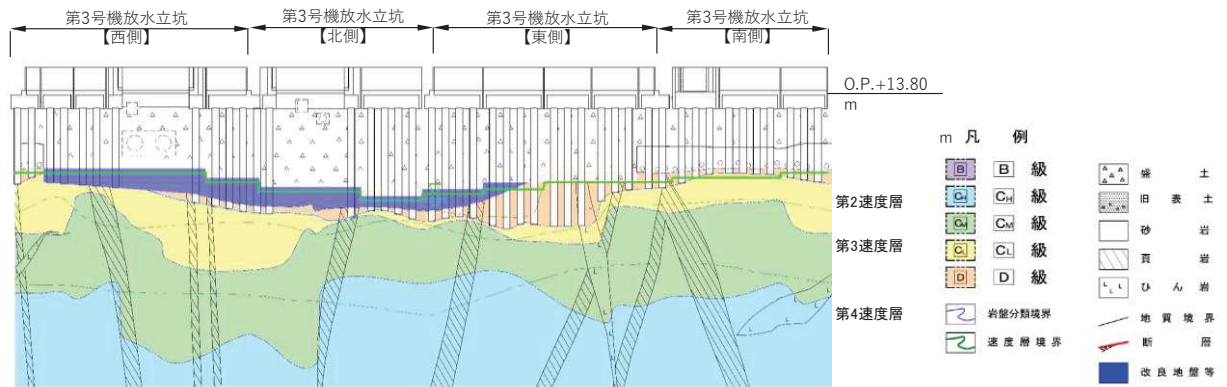 第3号機放水立坑
【西側】
第3号機放水立坑
【北側】
第3号機放水立坑
【東側】
第3号機放水立坑
【南側】
O.P.+13.80
m
第2速度層
第3速度層
第4速度層
m 凡 例
B B 級
CH CH 級
CM CM 級
CL CL 級
D D 級
岩盤分類境界
速度層境界
盛 土
旧 表 土
砂 岩
頁 岩
ひ ん 岩
地 質 境 界
断 層
改 良 地 盤 等